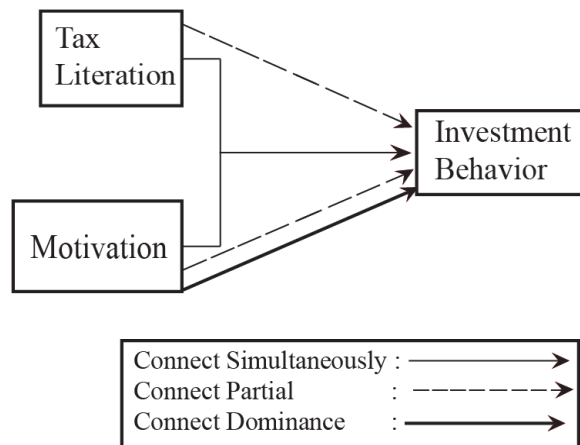 Tax
Literation
Investment
Behavior
Motivation
Connect Simultaneously :
Connect Partial :
Connect Dominance :